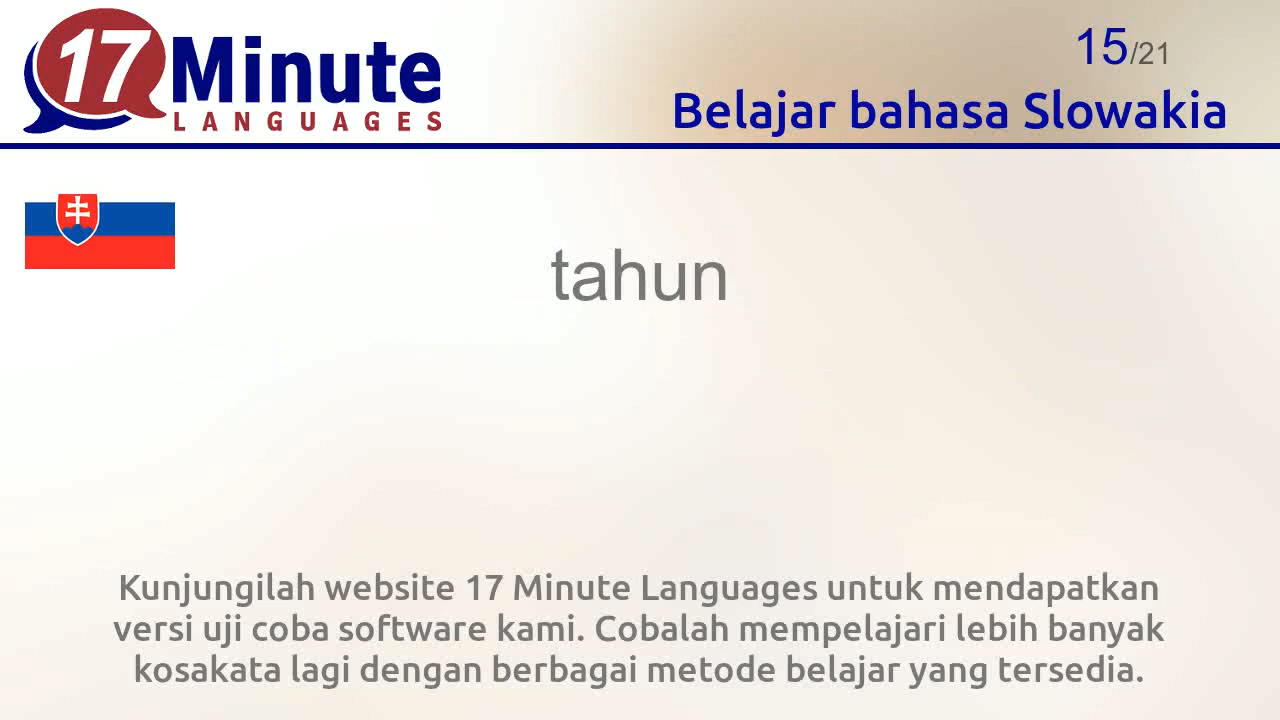 17 Minute
LANGUAGES
15/21
Belajar bahasa Slowakia
tahun
Kunjungilah website 17 Minute Languages untuk mendapatkan
versi uji coba software kami. Cobalah mempelajari lebih banyak
kosakata lagi dengan berbagai metode belajar yang tersedia.